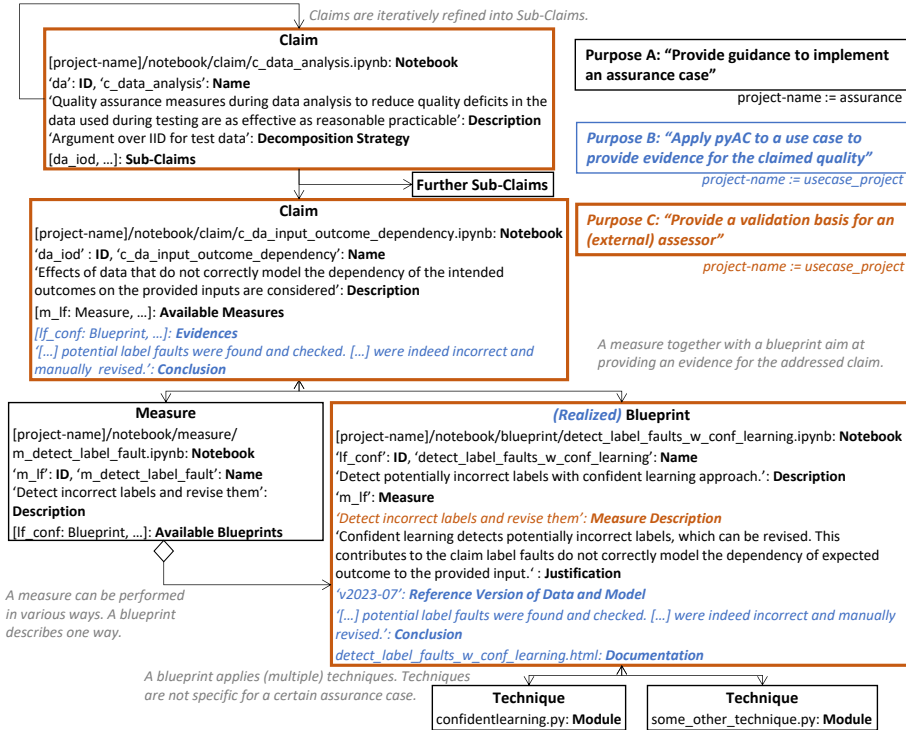 Claims are iteratively refined into Sub-Claims.
Claim
[project-name]/notebook/claim/c_data_analysis.ipynb: Notebook
‘da’: ID, ‘c_data_analysis’: Name
‘Quality assurance measures during data analysis to reduce quality deficits in the
data used during testing are as effective as reasonable practicable’: Description
‘Argument over IID for test data’: Decomposition Strategy
[da_iod, …]: Sub-Claims
Purpose A: “Provide guidance to implement
an assurance case”
project-name := assurance
Purpose B: “Apply pyAC to a use case to
provide evidence for the claimed quality”
project-name := usecase_project
Purpose C: “Provide a validation basis for an
(external) assessor”
project-name := usecase_project
Further Sub-Claims
Claim
[project-name]/notebook/claim/c_da_input_outcome_dependency.ipynb: Notebook
‘da_iod’ : ID, ‘c_da_input_outcome_dependency’: Name
‘Effects of data that do not correctly model the dependency of the intended
outcomes on the provided inputs are considered’: Description
[m_lf: Measure, …]: Available Measures
[lf_conf: Blueprint, …]: Evidences
‘[…] potential label faults were found and checked. […] were indeed incorrect and
manually revised.’: Conclusion
A measure together with a blueprint aim at
providing an evidence for the addressed claim.
Measure
[project-name]/notebook/measure/
m_detect_label_fault.ipynb: Notebook
‘m_lf’: ID, ‘m_detect_label_fault’: Name
‘Detect incorrect labels and revise them’:
Description
[lf_conf: Blueprint, …]: Available Blueprints
(Realized) Blueprint
[project-name]/notebook/blueprint/detect_label_faults_w_conf_learning.ipynb: Notebook
‘lf_conf’: ID, ‘detect_label_faults_w_conf_learning’: Name
‘Detect potentially incorrect labels with confident learning approach.’: Description
‘m_lf’: Measure
‘Detect incorrect labels and revise them’: Measure Description
‘Confident learning detects potentially incorrect labels, which can be revised. This
contributes to the claim label faults do not correctly model the dependency of expected
outcome to the provided input.‘ : Justification
‘v2023-07’: Reference Version of Data and Model
‘[…] potential label faults were found and checked. […] were indeed incorrect and manually
revised.’: Conclusion
detect_label_faults_w_conf_learning.html: Documentation
A measure can be performed
in various ways. A blueprint
describes one way.
A blueprint applies (multiple) techniques. Techniques
are not specific for a certain assurance case.
Technique
confidentlearning.py: Module
Technique
some_other_technique.py: Module